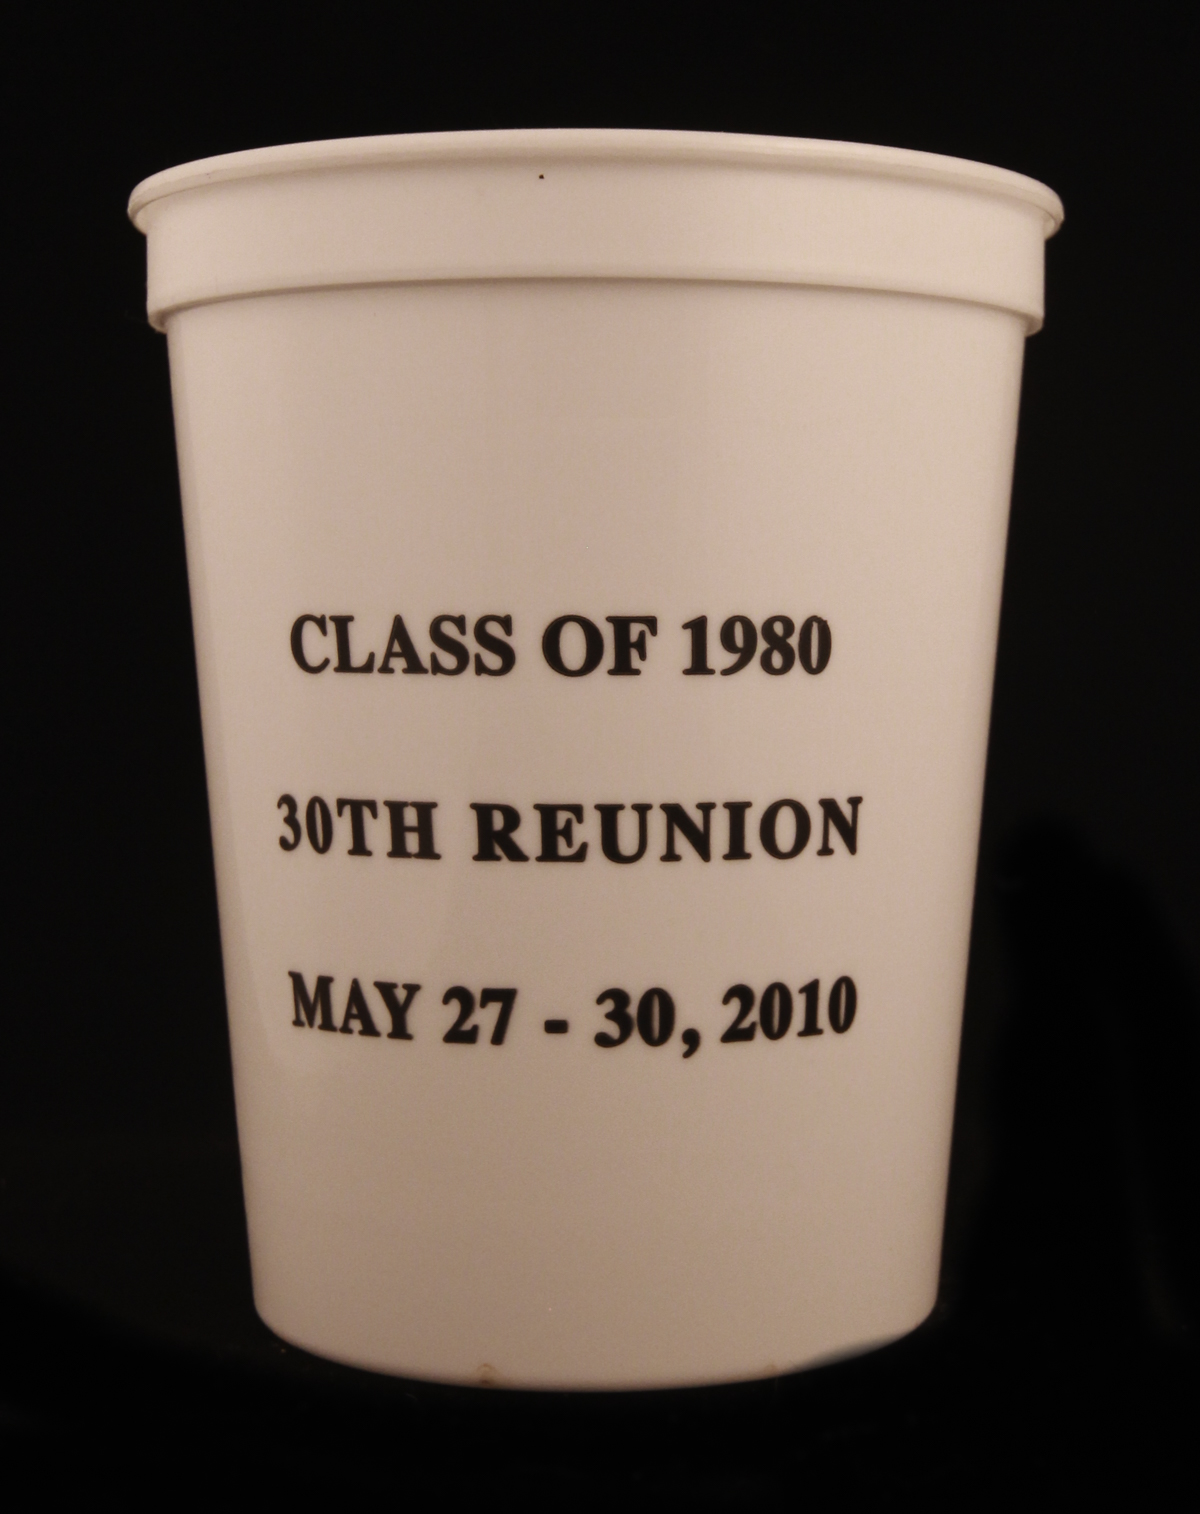 CLASS OF 1980
30TH REUNION
MAY 27 - 30, 2010